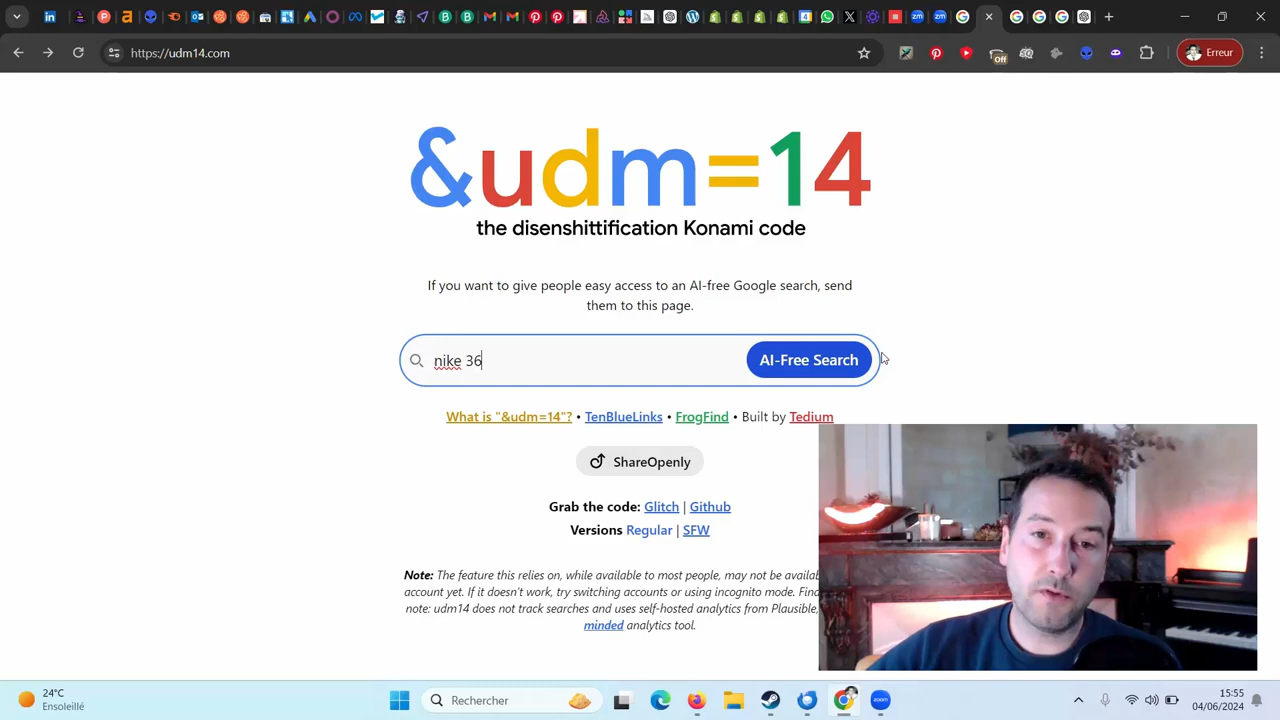 https://udm14.com
Erreur
Off
&udm=14
the disenshittification Konami code
If you want to give people easy access to an AI-free Google search, send
them to this page.
nike 36
AI-Free Search
What is "&udm=14"? • TenBlueLinks • FrogFind • Built by Tedium
ShareOpenly
Grab the code: Glitch | Github
Versions Regular | SFW
Note: The feature this relies on, while available to most people, may not be
account yet. If it doesn't work, try switching accounts or using incognito mode.
note: udm14 does not track searches and uses self-hosted analytics from Plausible,
minded analytics tool.
24°C
Ensoleillé
Rechercher
zoom
15:55
04/06/2024